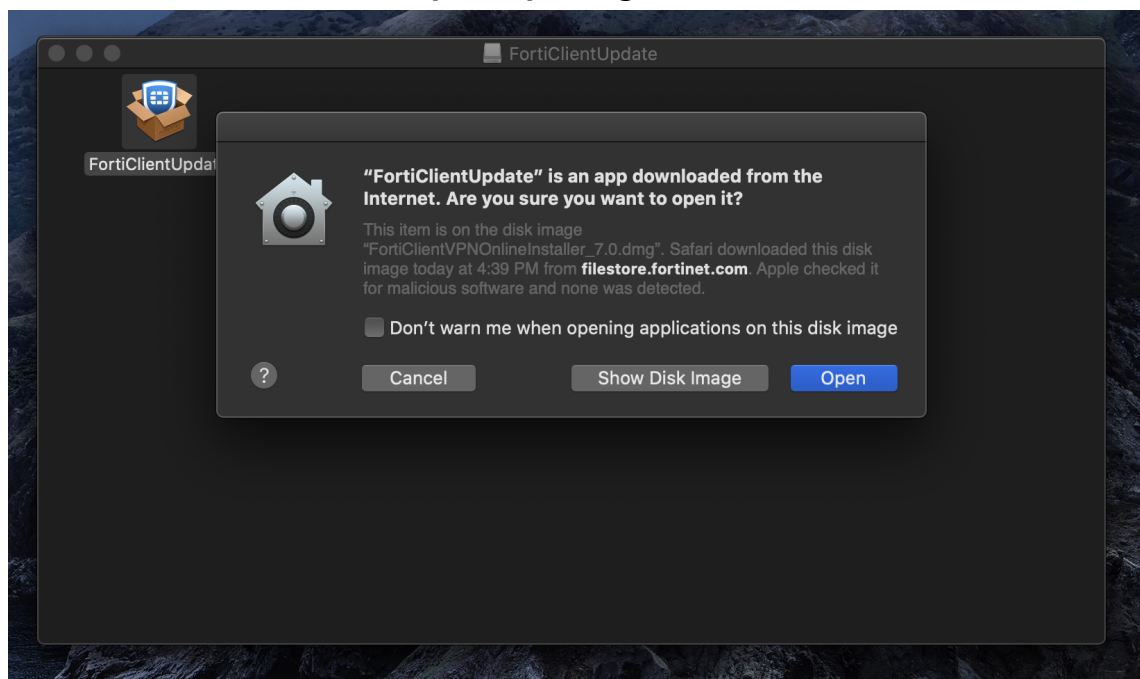 FortiClientUpdate
FortiClientUpdat
“FortiClientUpdate” is an app downloaded from the
Internet. Are you sure you want to open it?
This item is on the disk image
“FortiClientVPNOnlineInstaller_7.0.dmg”. Safari downloaded this disk
image today at 4:39 PM from filestore.fortinet.com. Apple checked it
for malicious software and none was detected.
Don’t warn me when opening applications on this disk image
?
Cancel
Show Disk Image
Open